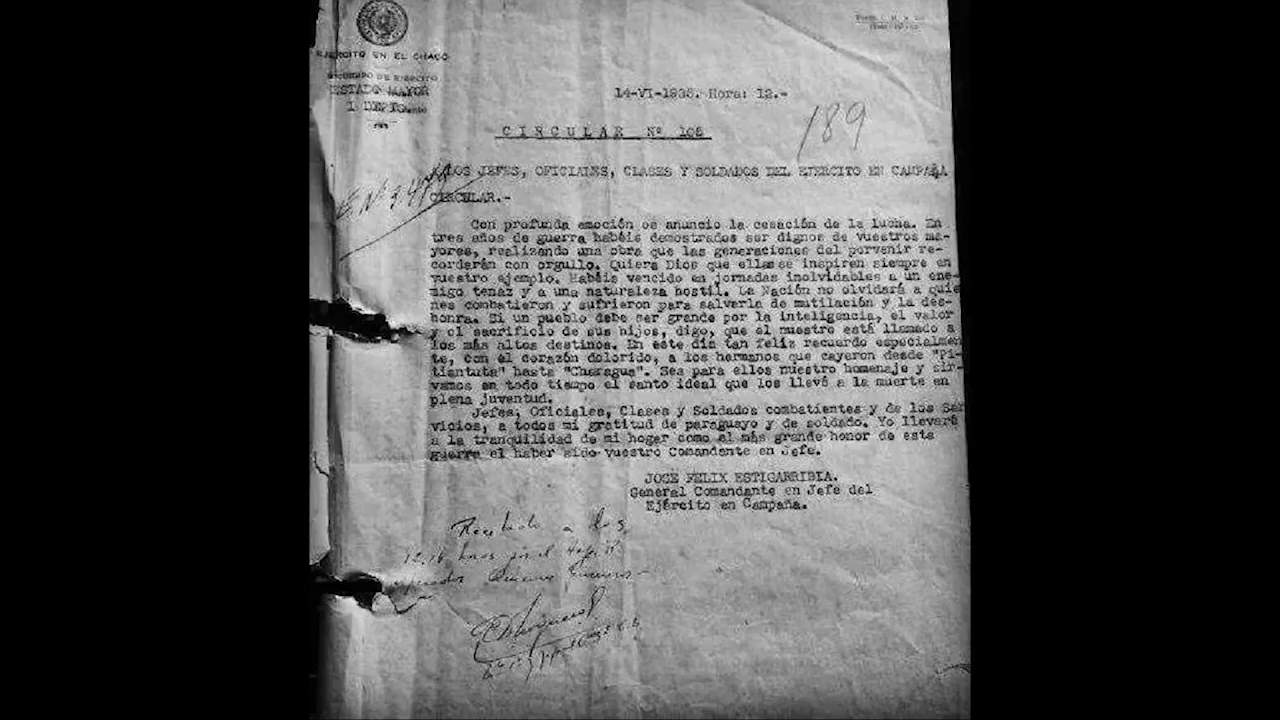 EJERCITO EN EL CHACO
ESTADO MAYOR
I DEPTO
14-VI-1935. Hora: 12.-
CIRCULAR Nº 105
189
A LOS JEFES, OFICIALES, CLASES Y SOLDADOS DEL EJERCITO EN CAMPAÑA
CIRCULAR.-
Con profunda emoción os anuncio la cesación de la lucha. En
tres años de guerra habéis demostrados ser dignos de vuestros ma-
yores, realizando una obra que las generaciones del porvenir re-
cordarán con orgullo. Quiera Dios que ellasse inspiren siempre en
vuestro ejemplo. Habéis vencido en jornadas inolvidables a un ene-
migo tenaz y a una naturaleza hostil. La Nación no olvidará a quie-
nes combatieron y sufrieron para salvarla de mutilación y la des-
honra. Si un pueblo debe ser grande por la inteligencia, el valor
y el sacrificio de sus hijos, digo, que el nuestro está llamado a
los más altos destinos. En este día tan feliz recuerdo especialmen-
te, con el corazón dolorido, a los hermanos que cayeron desde "Pi-
tiantuta" hasta "Charagua". Sea para ellos nuestro homenaje y sir-
vamos en todo tiempo el santo ideal que los llevó a la muerte en
plena juventud.
Jefes, Oficiales, Clases y Soldados combatientes y de los Ser
vicios, a todos mi gratitud de paraguayo y de soldado. Yo llevaré
a la tranquilidad de mi hogar como el más grande honor de esta
guerra el haber sido vuestro Comandante en Jefe.
JOSE FELIX ESTIGARRIBIA.
General Comandante en Jefe del
Ejército en Campaña.
a los